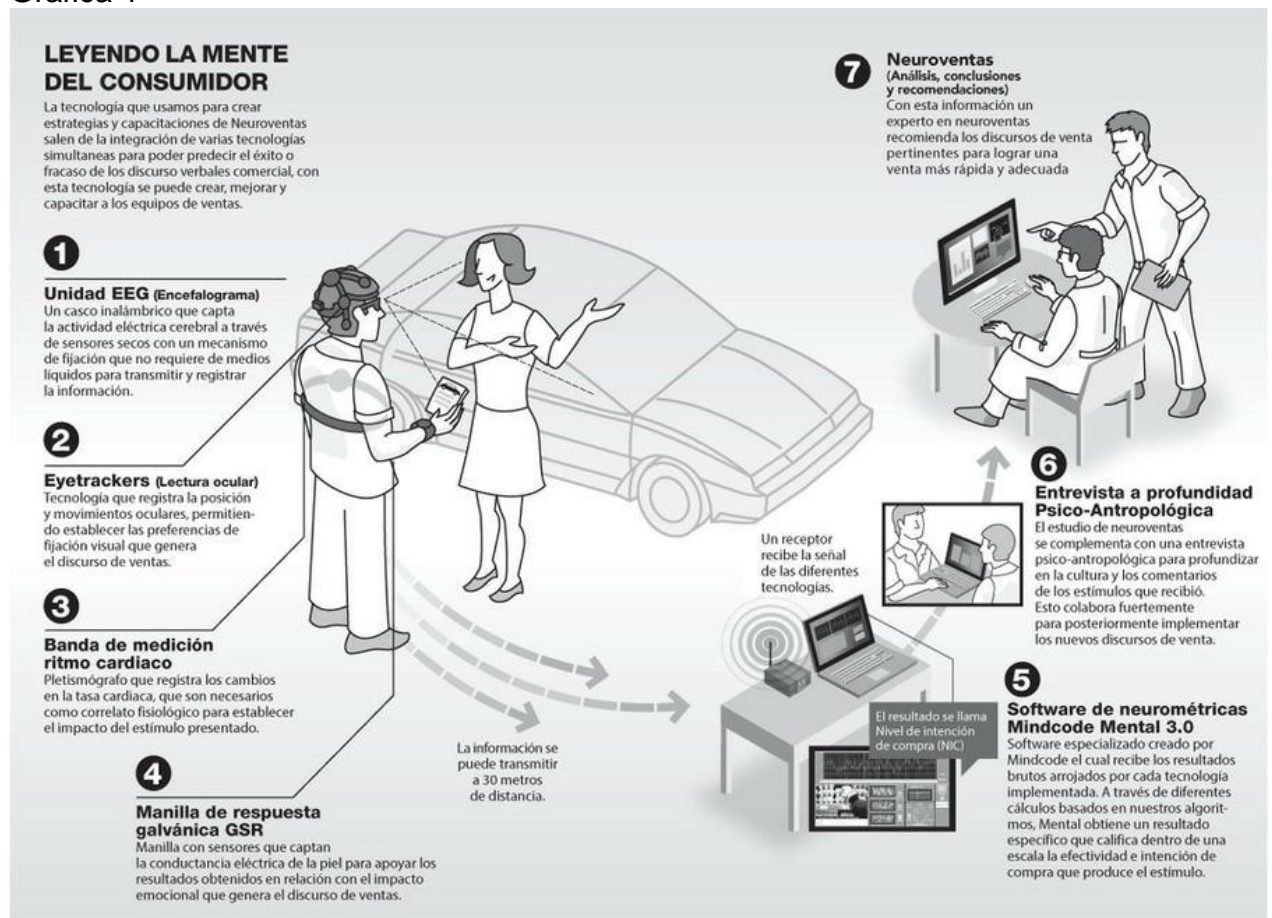 LEYENDO LA MENTE
DEL CONSUMIDOR
La tecnología que usamos para crear
estrategias y capacitaciones de Neuroventas
salen de la integración de varias tecnologías
simultaneas para poder predecir el éxito o
fracaso de los discurso verbales comercial, con
esta tecnología se puede crear, mejorar y
capacitar a los equipos de ventas.
1
Unidad EEG (Encefalograma)
Un casco inalámbrico que capta
la actividad eléctrica cerebral a través
de sensores secos con un mecanismo
de fijación que no requiere de medios
líquidos para transmitir y registrar
la información.
2
Eyetrackers (Lectura ocular)
Tecnología que registra la posición
y movimientos oculares, permitien-
do establecer las preferencias de
fijación visual que genera
el discurso de ventas.
3
Banda de medición
ritmo cardiaco
Pletismógrafo que registra los cambios
en la tasa cardiaca, que son necesarios
como correlato fisiológico para establecer
el impacto del estímulo presentado.
4
Manilla de respuesta
galvánica GSR
Manilla con sensores que captan
la conductancia eléctrica de la piel para apoyar los
resultados obtenidos en relación con el impacto
emocional que genera el discurso de ventas.
La información se
puede transmitir
a 30 metros
de distancia.
Un receptor
recibe la señal
de las diferentes
tecnologías.
El resultado se llama
Nivel de intención
de compra (NIC)
5
Software de neurométricas
Mindcode Mental 3.0
Software especializado creado por
Mindcode el cual recibe los resultados
brutos arrojados por cada tecnología
implementada. A través de diferentes
cálculos basados en nuestros algorit-
mos, Mental obtiene un resultado
específico que califica dentro de una
escala la efectividad e intención de
compra que produce el estímulo.
6
Entrevista a profundidad
Psico-Antropológica
El estudio de neuroventas
se complementa con una entrevista
psico-antropológica para profundizar
en la cultura y los comentarios
de los estímulos que recibió.
Esto colabora fuertemente
para posteriormente implementar
los nuevos discursos de venta.
7
Neuroventas
(Análisis, conclusiones
y recomendaciones)
Con esta información un
experto en neuroventas
recomienda los discursos de venta
pertinentes para lograr una
venta más rápida y adecuada